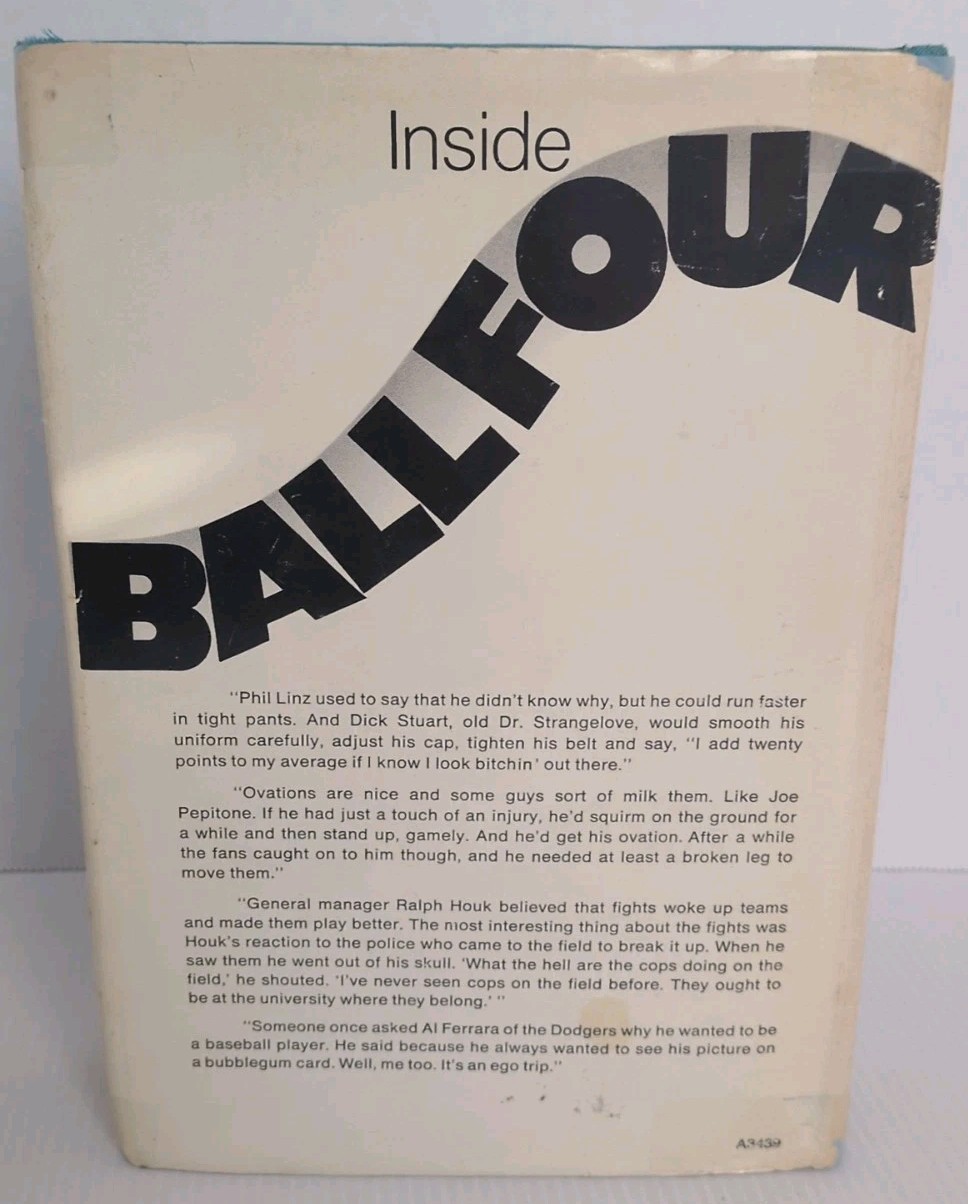 Inside
BALL FOUR
"Phil Linz used to say that he didn't know why, but he could run faster
in tight pants. And Dick Stuart, old Dr. Strangelove, would smooth his
uniform carefully, adjust his cap, tighten his belt and say, "I add twenty
points to my average if I know I look bitchin' out there."
"Ovations are nice and some guys sort of milk them. Like Joe
Pepitone. If he had just a touch of an injury, he'd squirm on the ground for
a while and then stand up, gamely. And he'd get his ovation. After a while
the fans caught on to him though, and he needed at least a broken leg to
move them."
"General manager Ralph Houk believed that fights woke up teams
and made them play better. The most interesting thing about the fights was
Houk's reaction to the police who came to the field to break it up. When he
saw them he went out of his skull. 'What the hell are the cops doing on the
field,' he shouted. 'I've never seen cops on the field before. They ought to
be at the university where they belong.' "
"Someone once asked Al Ferrara of the Dodgers why he wanted to be
a baseball player. He said because he always wanted to see his picture on
a bubblegum card. Well, me too. It's an ego trip."
A3439